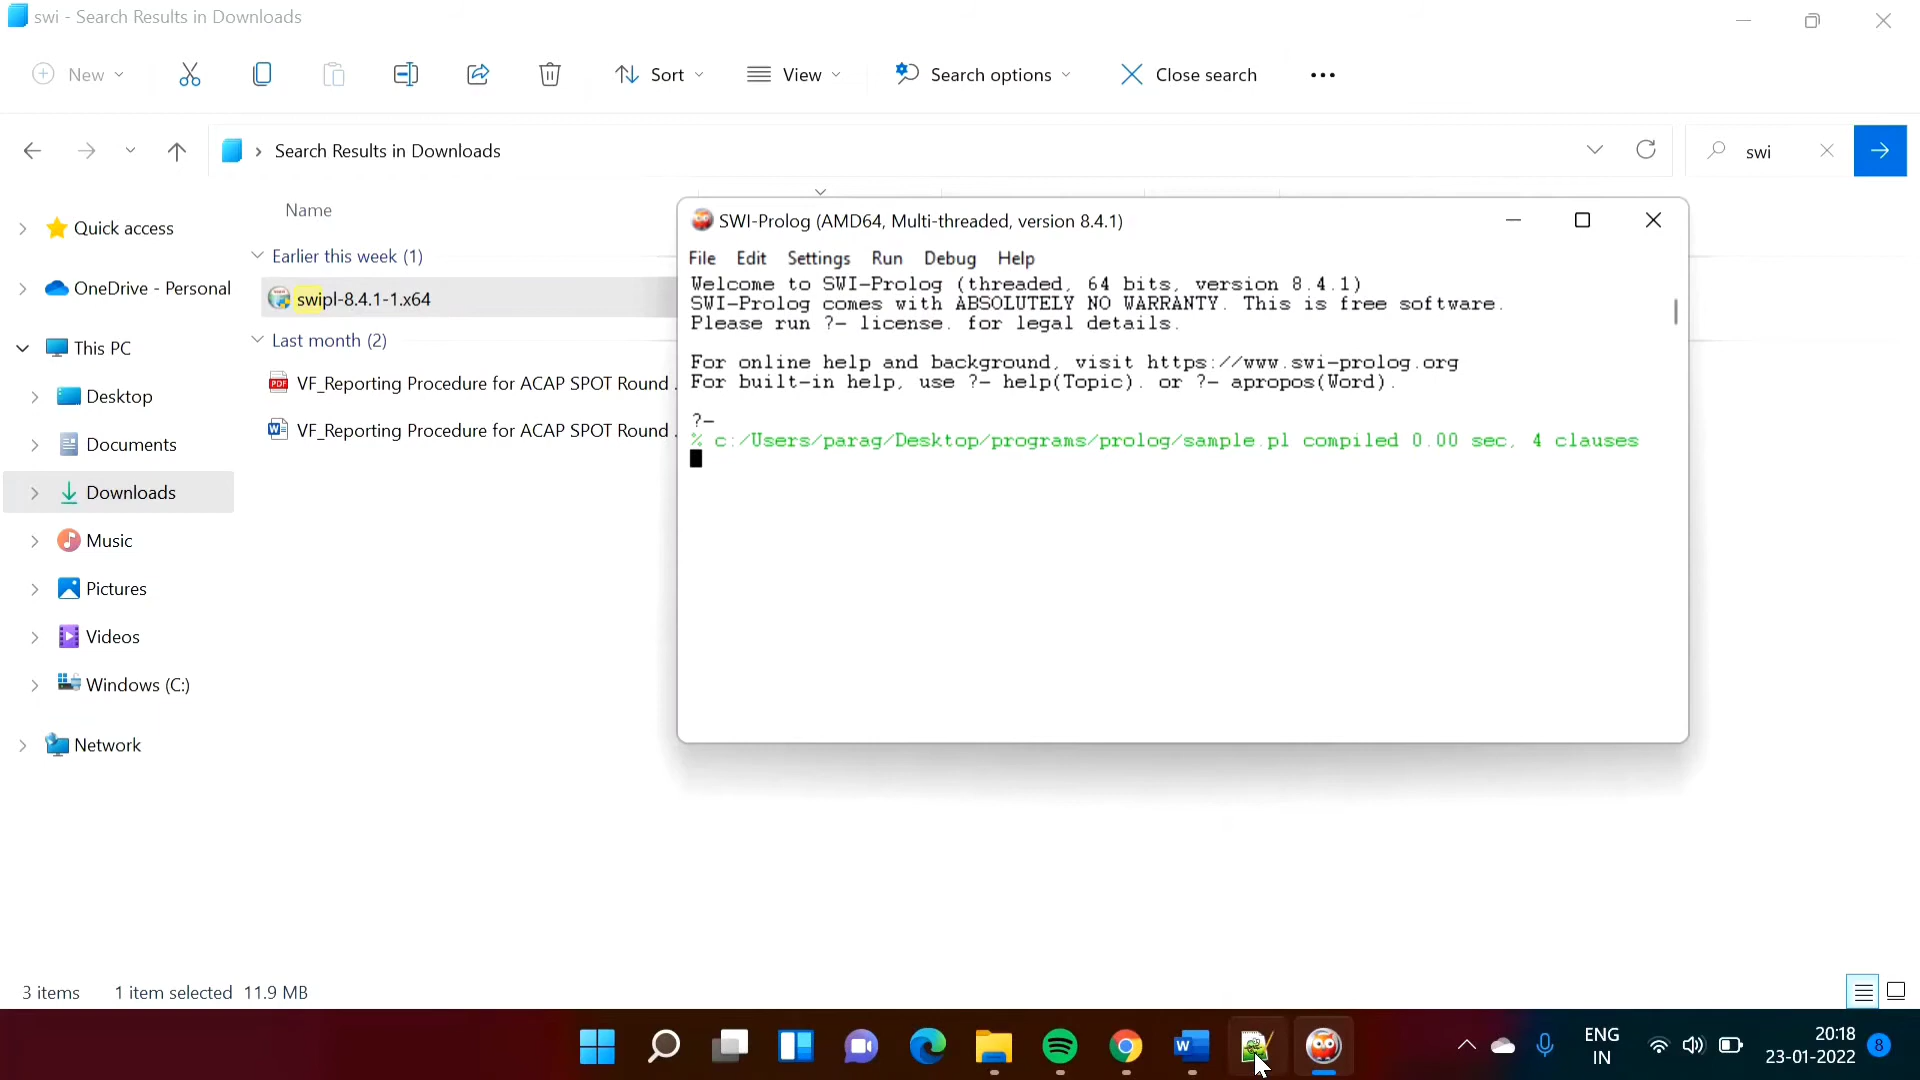 swi - Search Results in Downloads
New
Sort
View
Search options
Close search
Search Results in Downloads
swi
Name
Quick access
OneDrive - Personal
This PC
Desktop
Documents
Downloads
Music
Pictures
Videos
Windows (C:)
Network
Earlier this week (1)
swipl-8.4.1-1.x64
Last month (2)
PDF
VF_Reporting Procedure for ACAP SPOT Round .
VF_Reporting Procedure for ACAP SPOT Round .
SWI-Prolog (AMD64, Multi-threaded, version 8.4.1)
File Edit Settings Run Debug Help
Welcome to SWI-Prolog (threaded, 64 bits, version 8.4.1)
SWI-Prolog comes with ABSOLUTELY NO WARRANTY. This is free software.
Please run ?- license. for legal details.
For online help and background, visit https://www.swi-prolog.org
For built-in help, use ?- help(Topic). or ?- apropos(Word).
?-
% c:/Users/parag/Desktop/programs/prolog/sample.pl compiled 0.00 sec, 4 clauses
3 items 1 item selected 11.9 MB
W
ENG
IN
20:18
23-01-2022
8